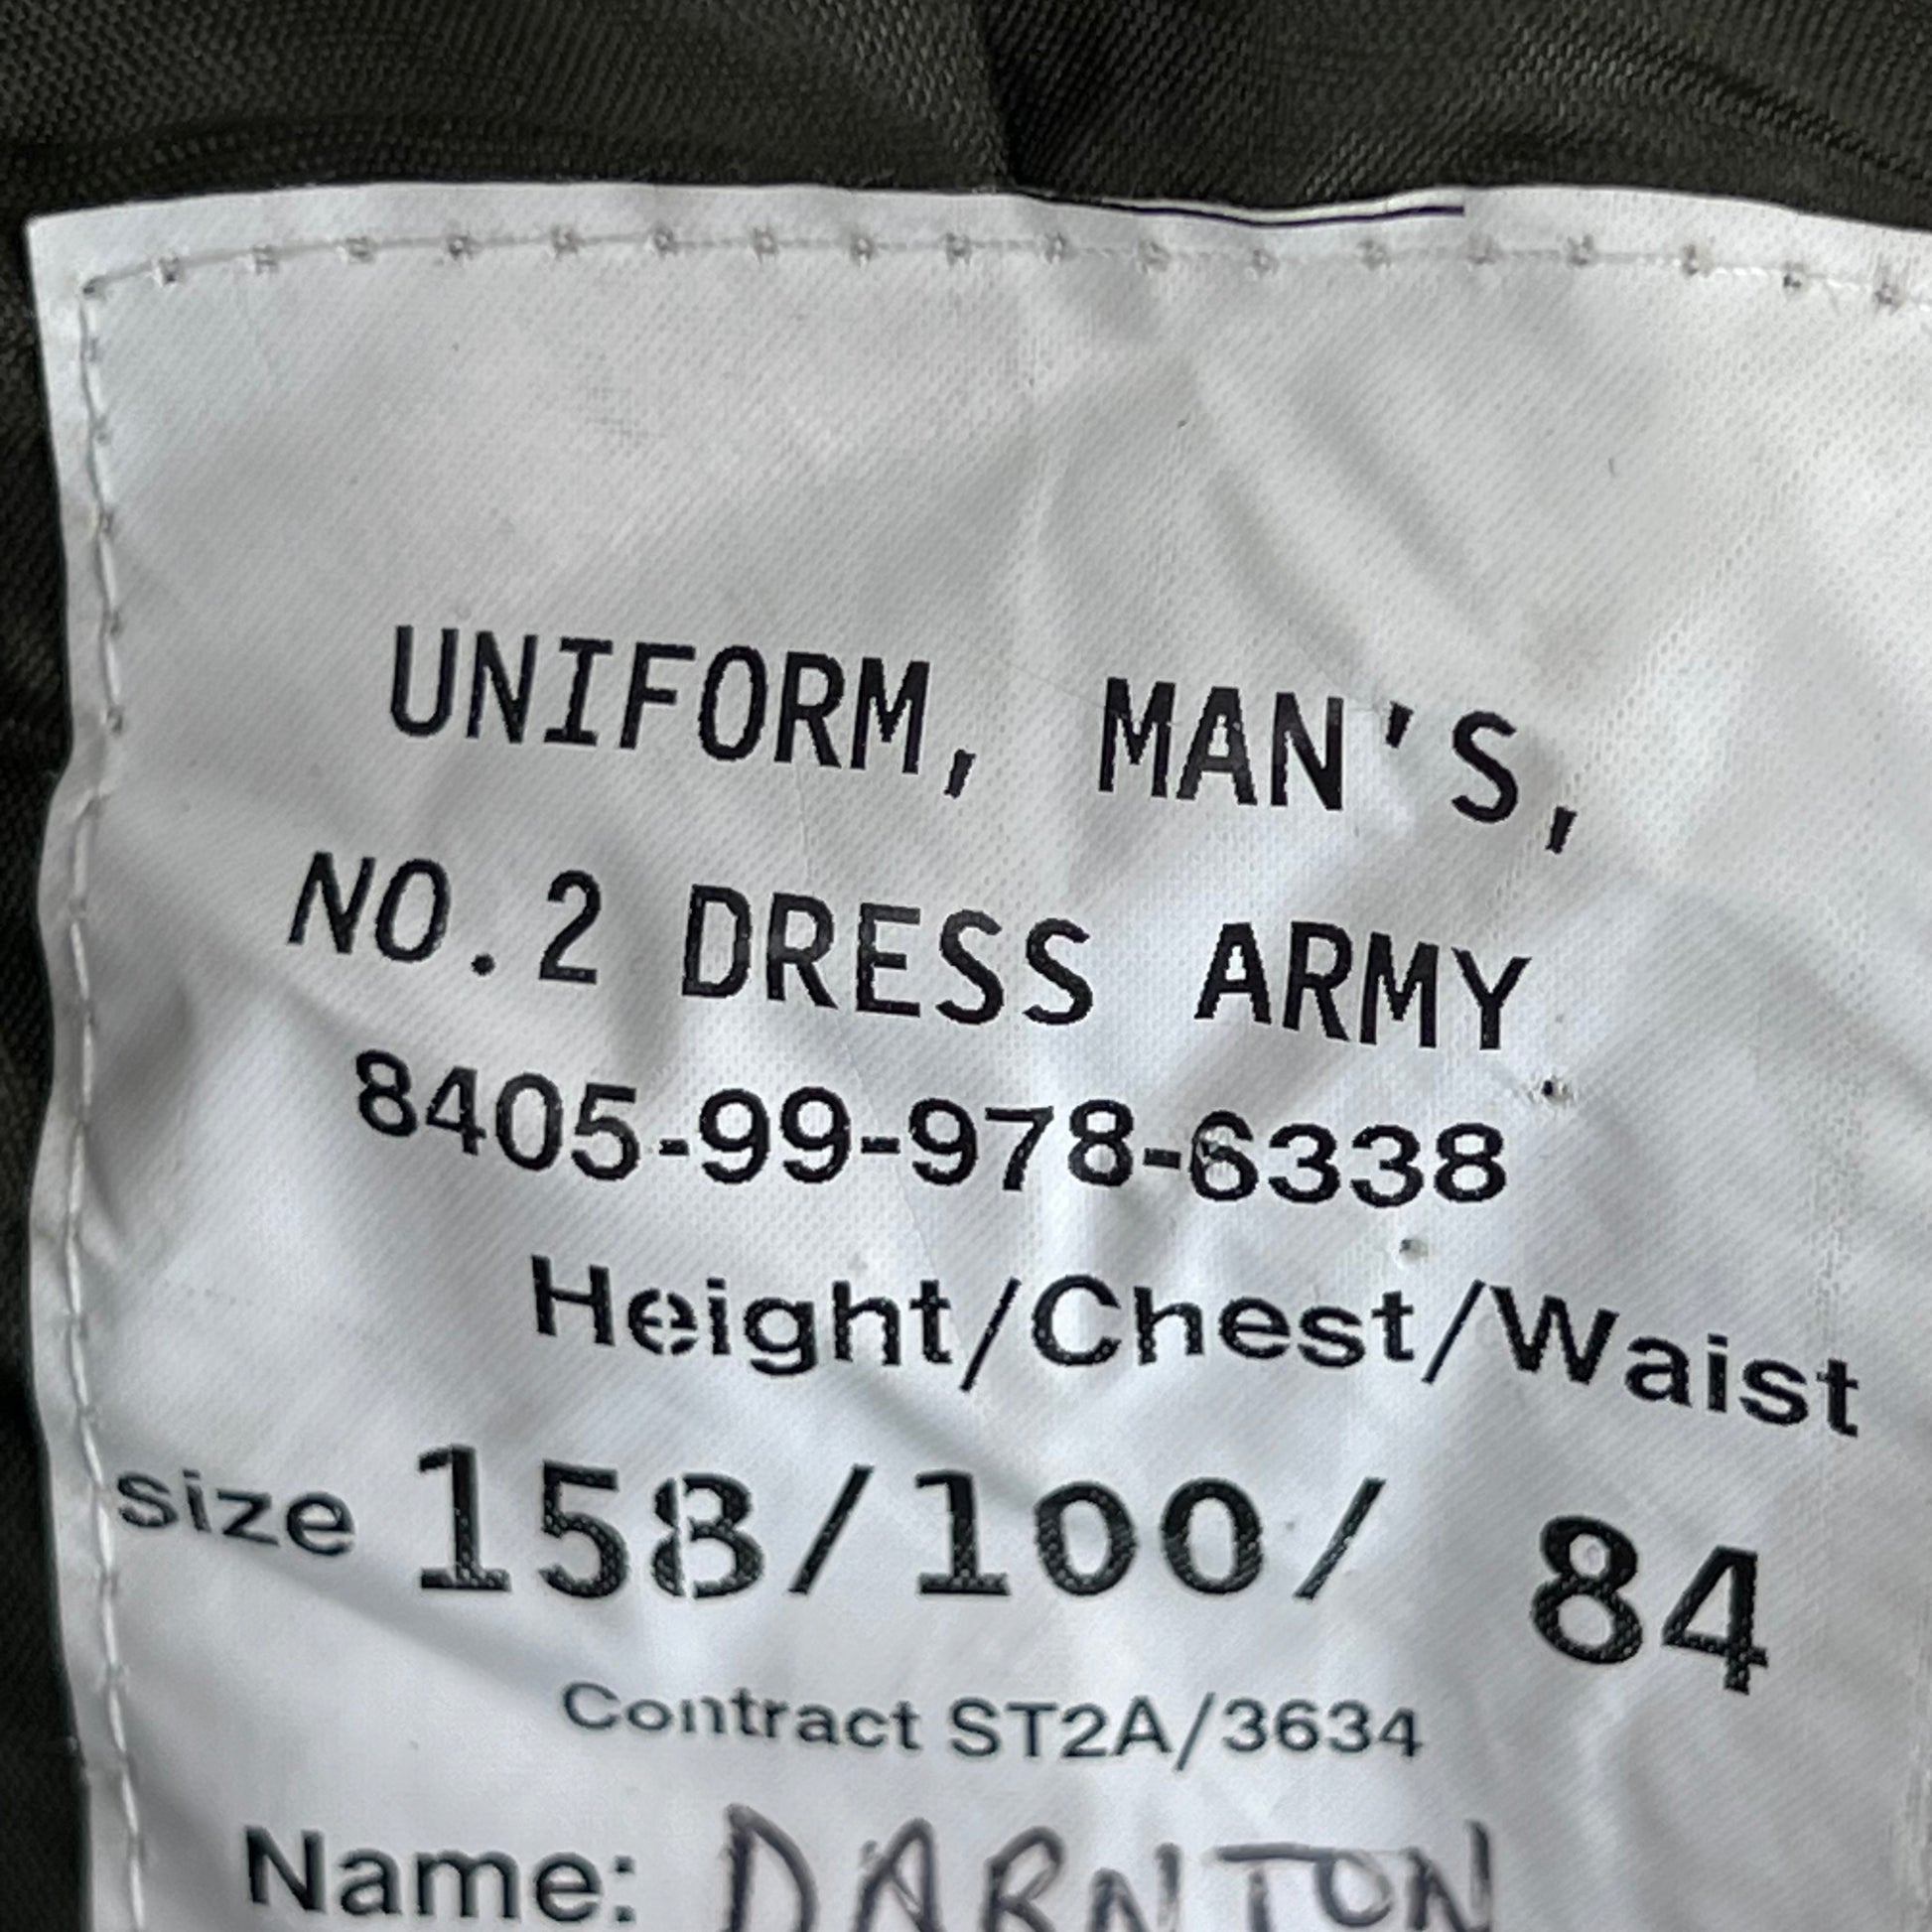 UNIFORM, MAN'S,
NO.2 DRESS ARMY
8405-99-978-6338
Height/Chest/Waist
size 158/100/ 84
Contract ST2A/3634
Name: DARNTON